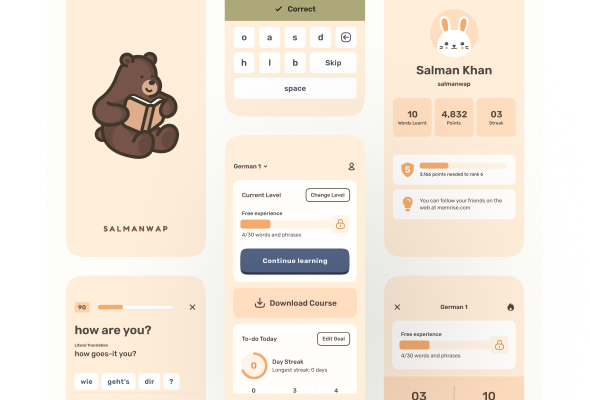 SALMANWAP
90
how are you?
Literal Translation
how goes-it you?
wie geht's dir ?
Correct
o a s d
h l b Skip
space
German 1
Current Level
Change Level
Free experience
4/30 words and phrases
Continue learning
Download Course
To-do Today
Edit Goal
0
Day Streak
Longest streak: 0 days
0 3 4
Salman Khan
salmanwap
10 4,832 03
Words Learnt Points Streak
5
3,166 points needed to rank 6
You can follow your friends on the
web at memrise.com
German 1
Free experience
4/30 words and phrases
03 10